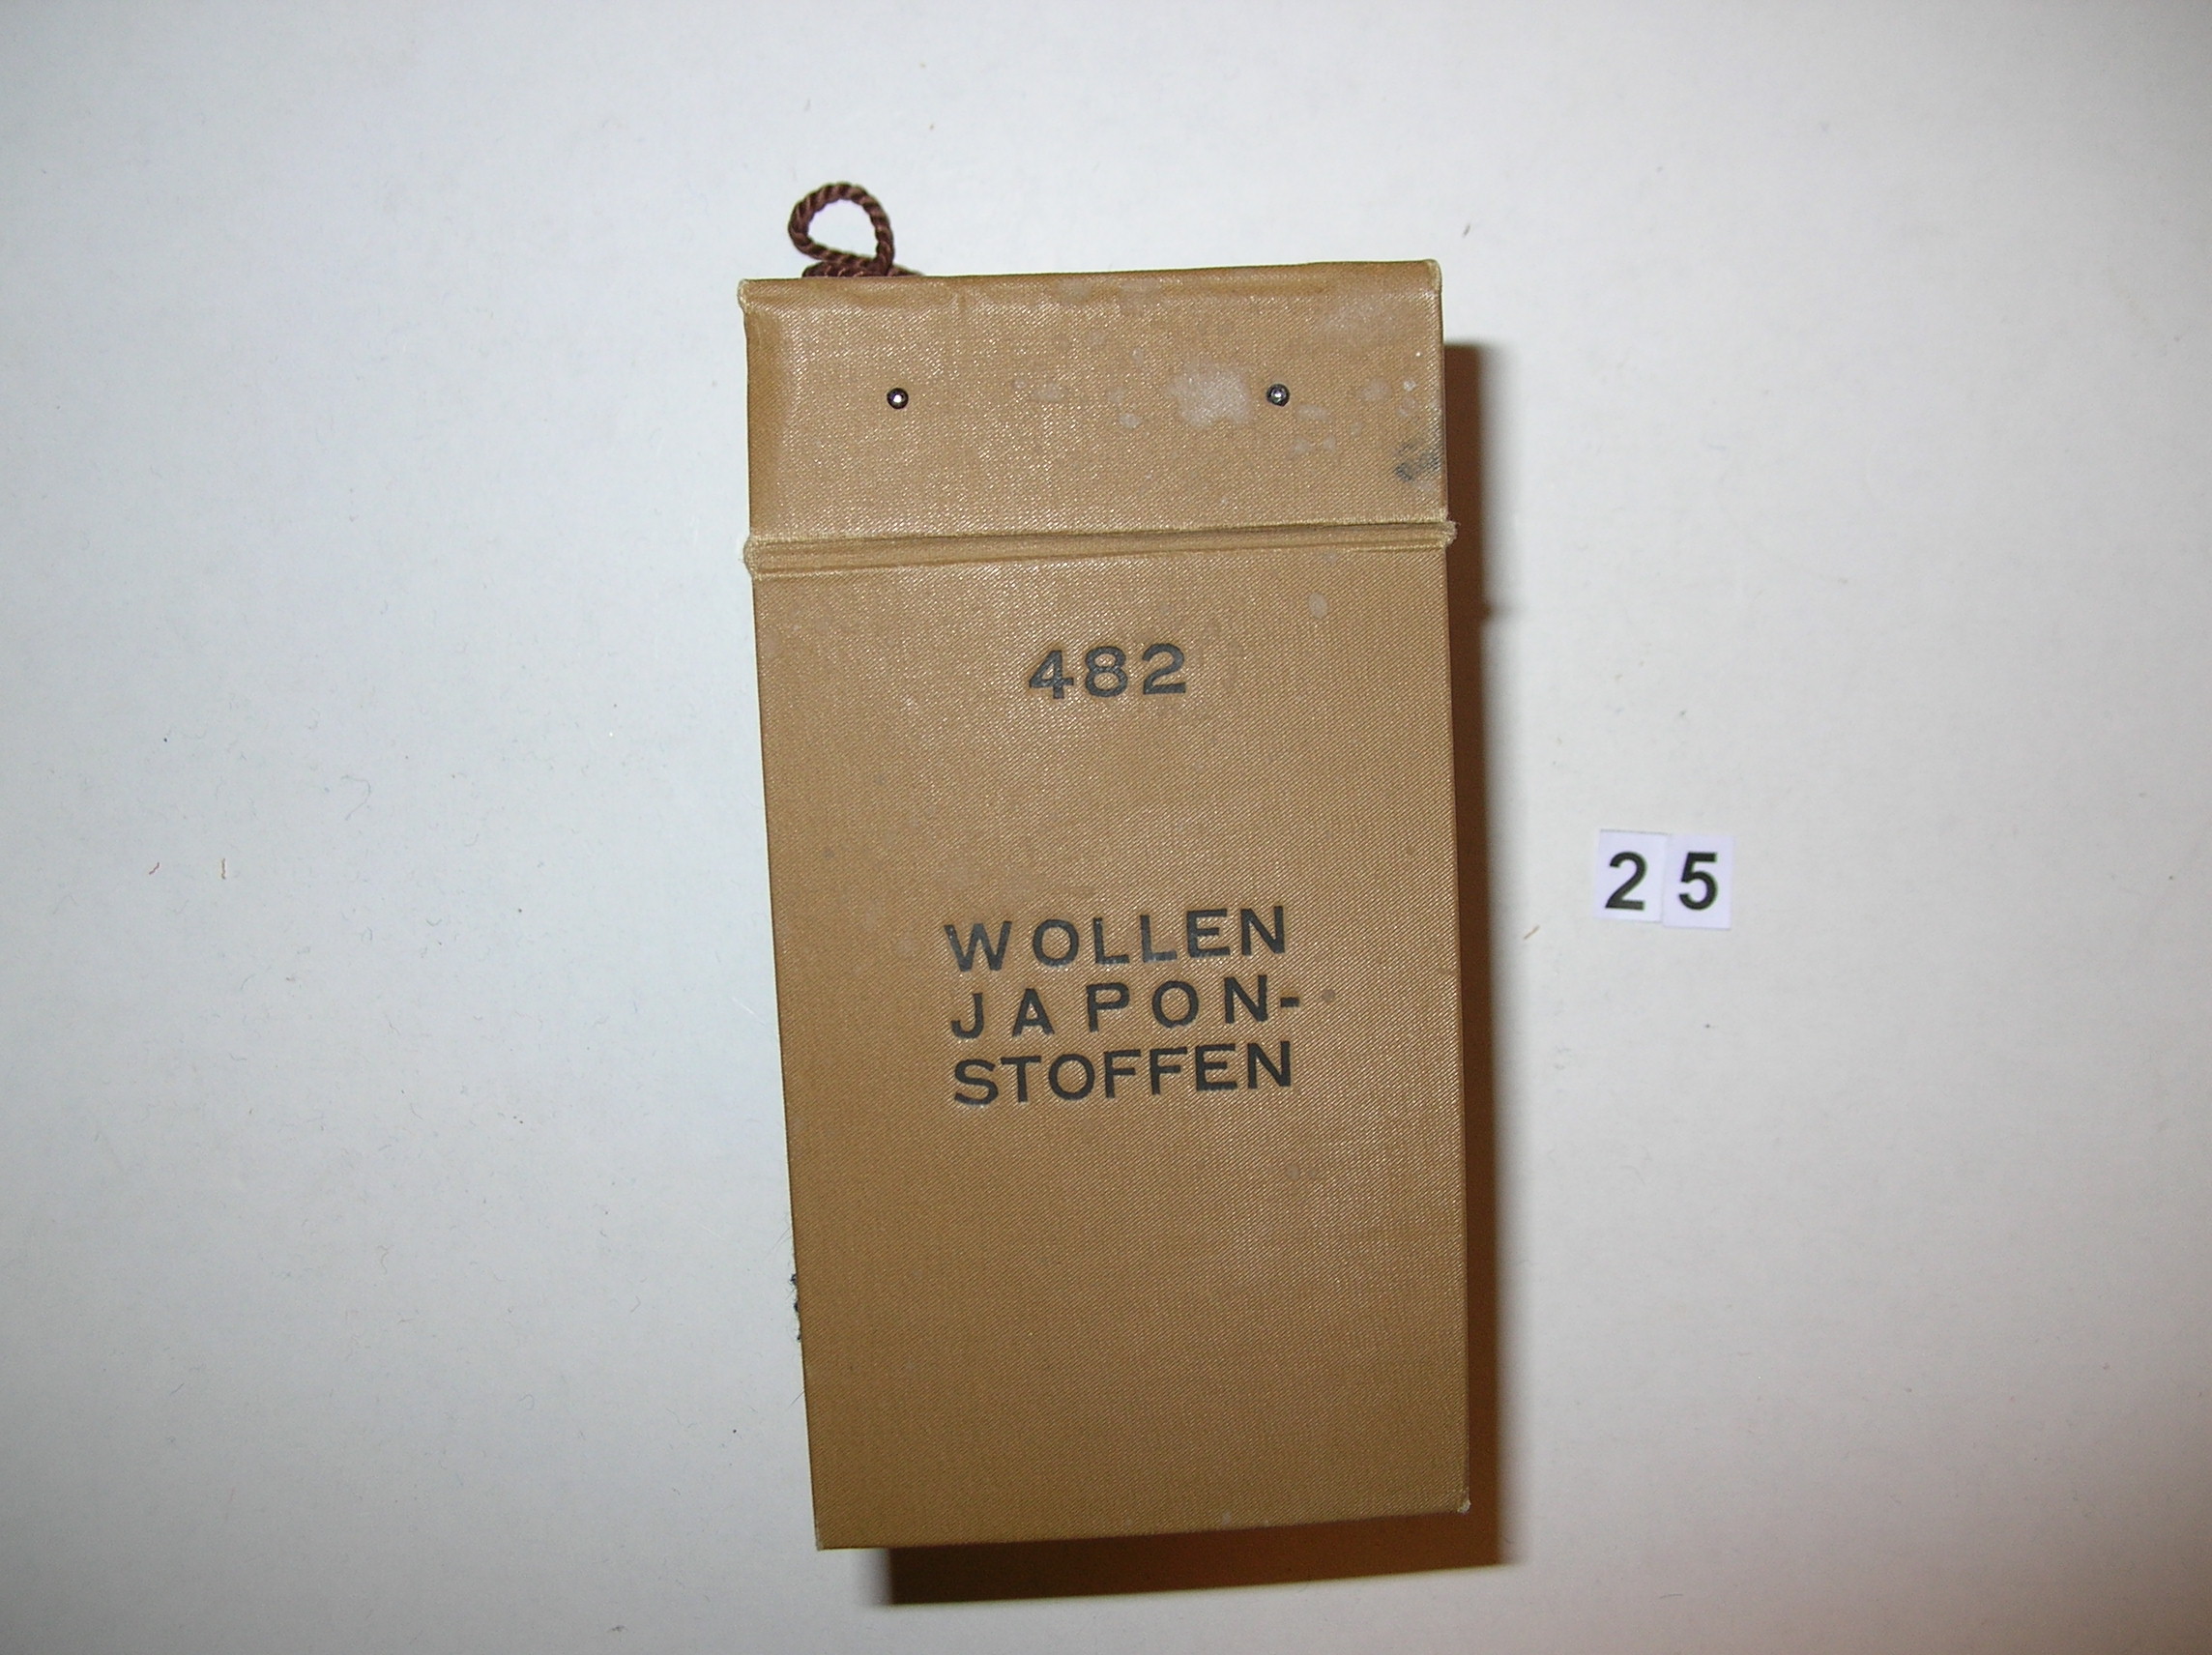 482
WOLLEN
JAPON-
STOFFEN
25